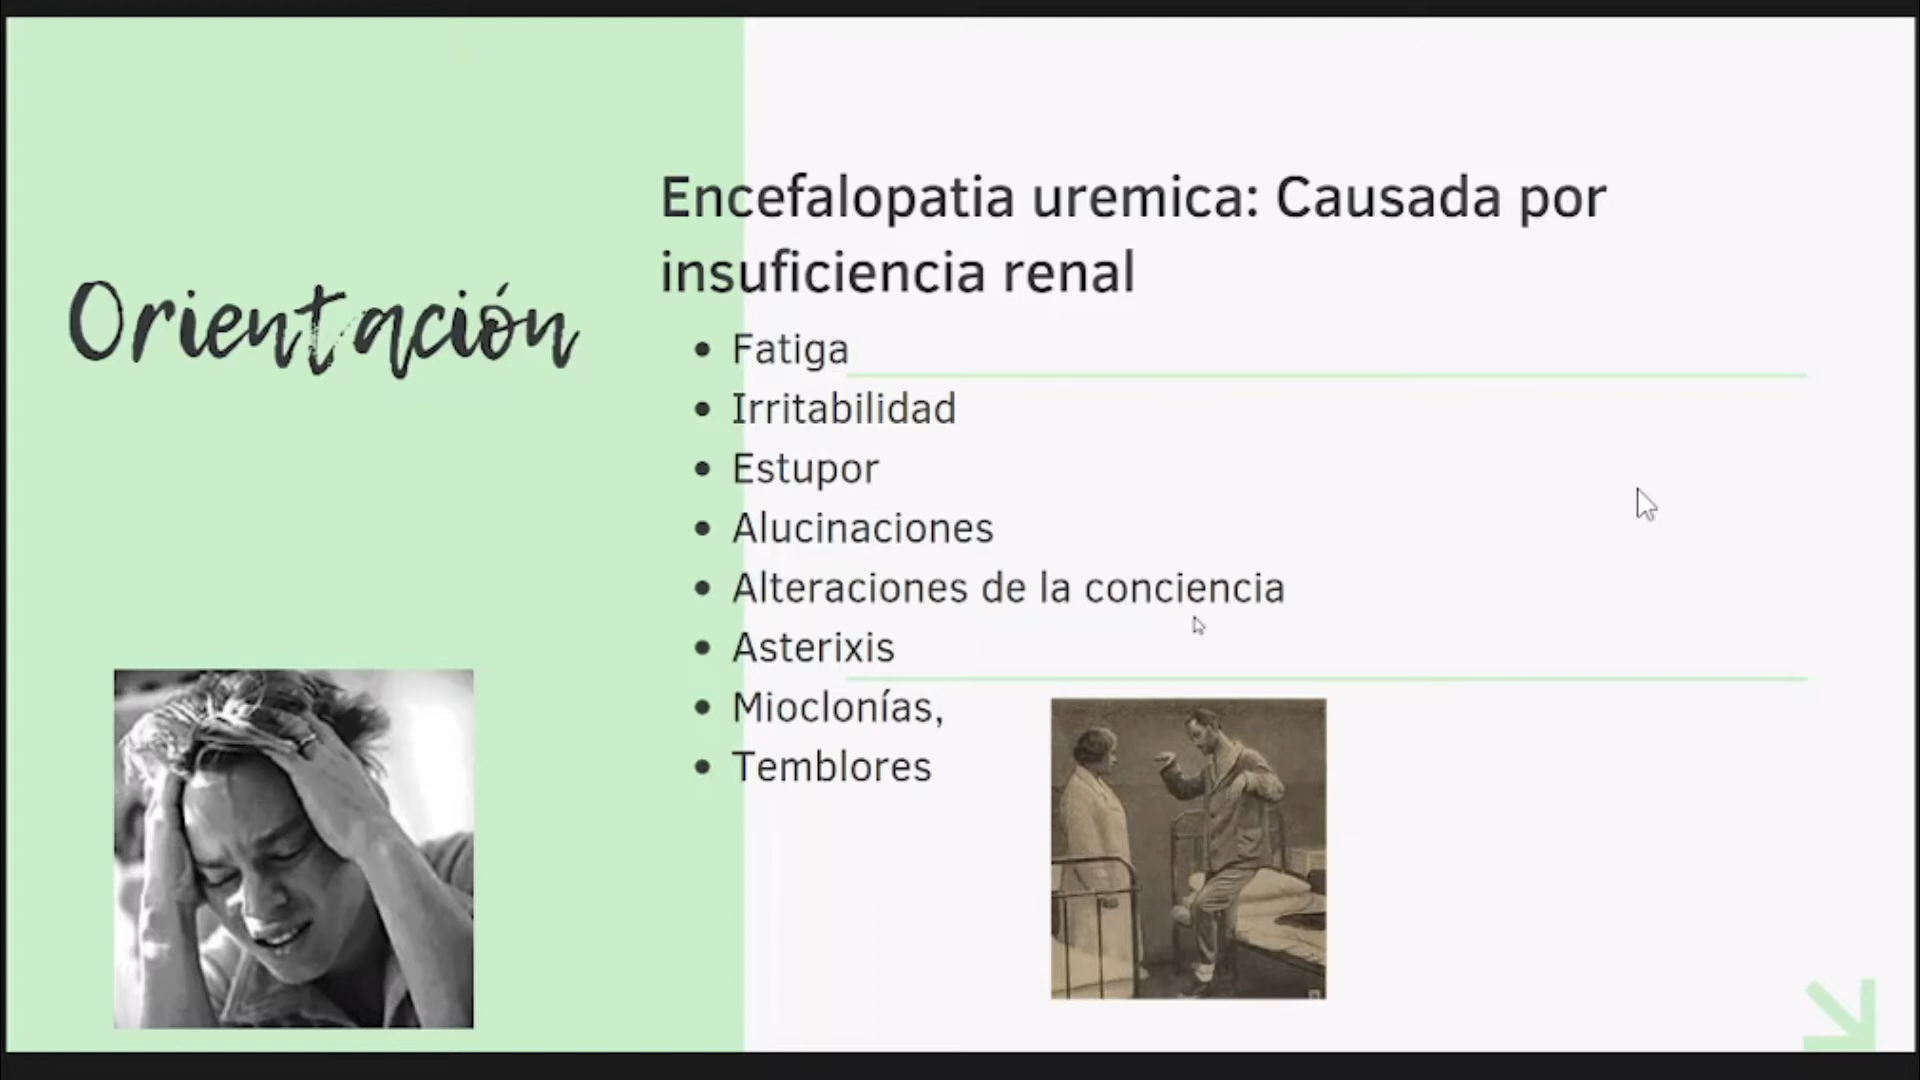 Orientación
Encefalopatia uremica: Causada por
insuficiencia renal
• Fatiga
• Irritabilidad
• Estupor
• Alucinaciones
• Alteraciones de la conciencia
• Asterixis
• Mioclonías,
• Temblores